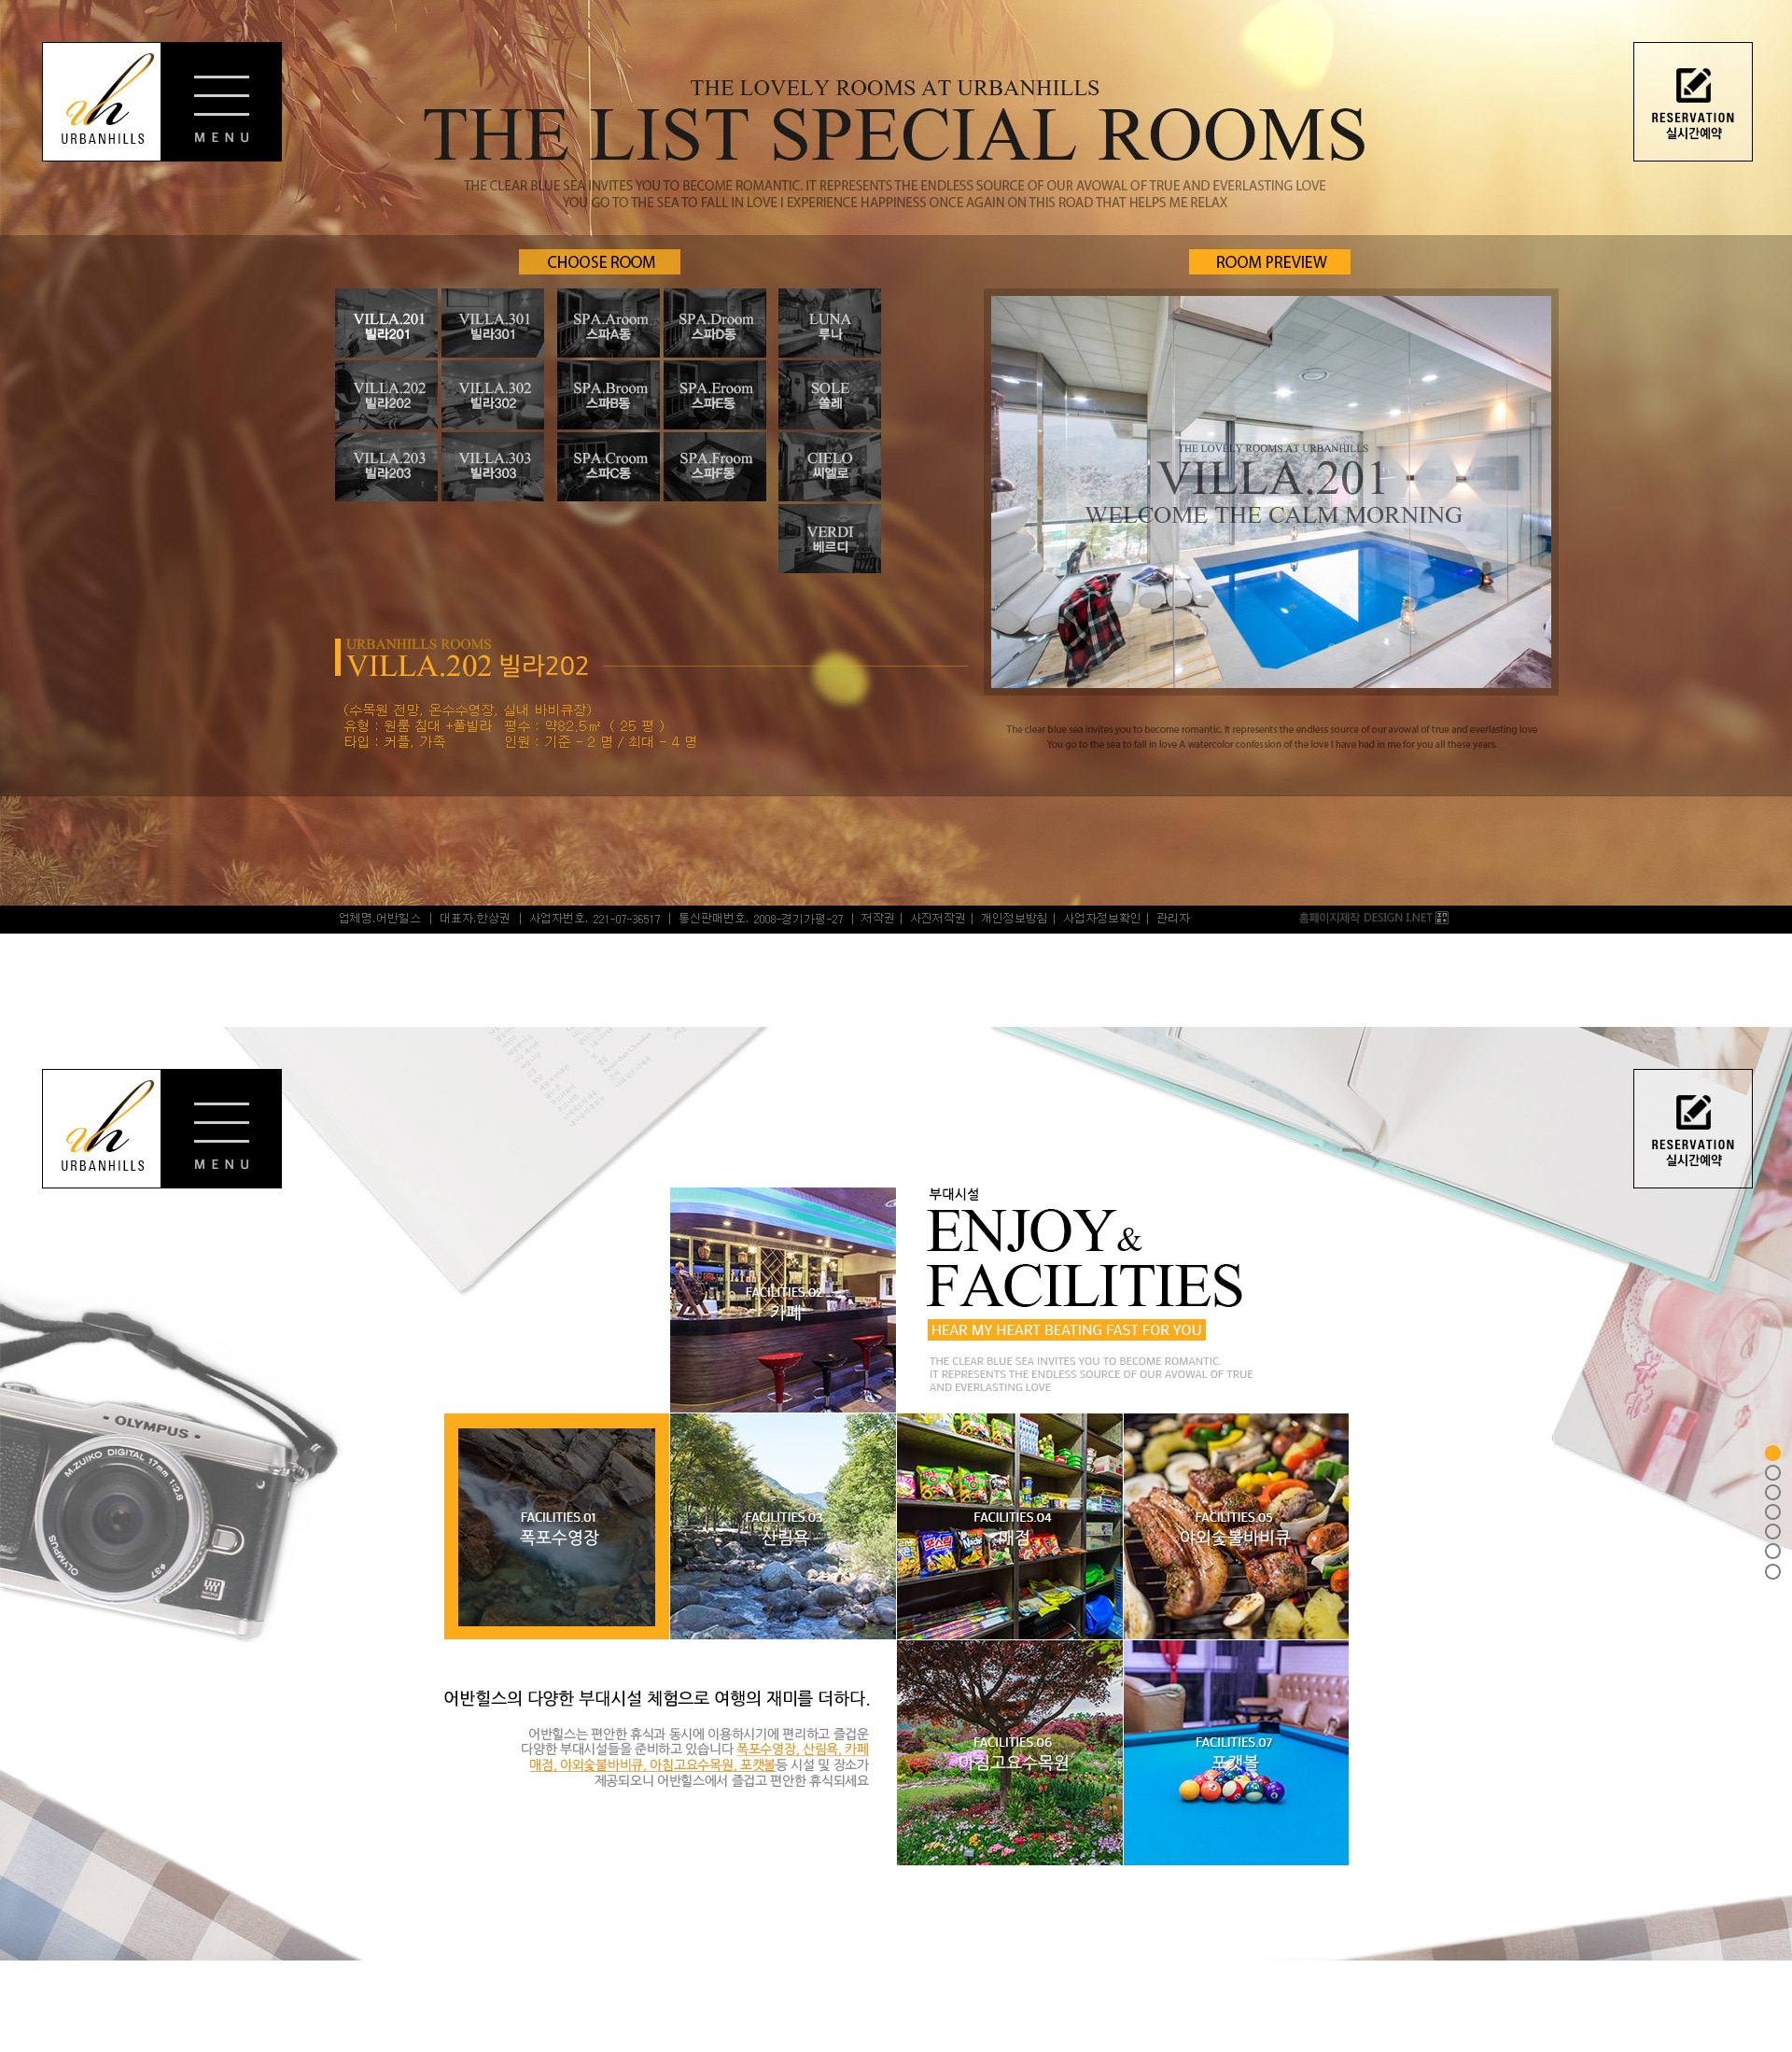 uh
URBANHILLS
MENU
RESERVATION
실시간예약
THE LOVELY ROOMS AT URBANHILLS
THE LIST SPECIAL ROOMS
THE CLEAR BLUE SEA INVITES YOU TO BECOME ROMANTIC. IT REPRESENTS THE ENDLESS SOURCE OF OUR AVOWAL OF TRUE AND EVERLASTING LOVE
YOU GO TO THE SEA TO FALL IN LOVE I EXPERIENCE HAPPINESS ONCE AGAIN ON THIS ROAD THAT HELPS ME RELAX
CHOOSE ROOM
VILLA.201
빌라201
VILLA.301
빌라301
SPA.Aroom
스파A동
SPA.Droom
스파D동
LUNA
루나
VILLA.202
빌라202
VILLA.302
빌라302
SPA.Broom
스파B동
SPA.Eroom
스파E동
SOLE
쏠레
VILLA.203
빌라203
VILLA.303
빌라303
SPA.Croom
스파C동
SPA.Froom
스파F동
CIELO
씨엘로
VERDI
베르디
ROOM PREVIEW
THE LOVELY ROOMS AT URBANHILLS
VILLA.201
WELCOME THE CALM MORNING
The clear blue sea invites you to become romantic. It represents the endless source of our avowal of true and everlasting love
You go to the sea to fall in love A watercolor confession of the love I have had in me for you all these years.
URBANHILLS ROOMS
VILLA.202 빌라202
(수목원 전망, 온수수영장, 실내 바비큐장)
유형 : 원룸 침대 +풀빌라 평수 : 약82,5㎡ ( 25 평 )
타입 : 커플, 가족 인원 : 기준 - 2 명 / 최대 - 4 명
업체명.어반힐스 | 대표자.한상권 | 사업자번호. 221-07-36517 | 통신판매번호. 2008-경기가평-27 | 저작권 | 사진저작권 | 개인정보방침 | 사업자정보확인 | 관리자
홈페이지제작 DESIGN I.NET
uh
URBANHILLS
MENU
RESERVATION
실시간예약
부대시설
ENJOY &
FACILITIES
HEAR MY HEART BEATING FAST FOR YOU
THE CLEAR BLUE SEA INVITES YOU TO BECOME ROMANTIC.
IT REPRESENTS THE ENDLESS SOURCE OF OUR AVOWAL OF TRUE
AND EVERLASTING LOVE
FACILITIES.02
카페
OLYMPUS
M.ZUIKO DIGITAL 17mm 1:2.8
OLYMPUS
ø37
FACILITIES.01
폭포수영장
FACILITIES.03
산림욕
FACILITIES.04
매점
FACILITIES.05
야외숯불바비큐
FACILITIES.06
아침고요수목원
FACILITIES.07
포캣볼
어반힐스의 다양한 부대시설 체험으로 여행의 재미를 더하다.
어반힐스는 편안한 휴식과 동시에 이용하시기에 편리하고 즐겁운
다양한 부대시설들을 준비하고 있습니다 폭포수영장, 산림욕, 카페
매점, 야외숯불바비큐, 아침고요수목원, 포캣볼등 시설 및 장소가
제공되오니 어반힐스에서 즐겁고 편안한 휴식되세요